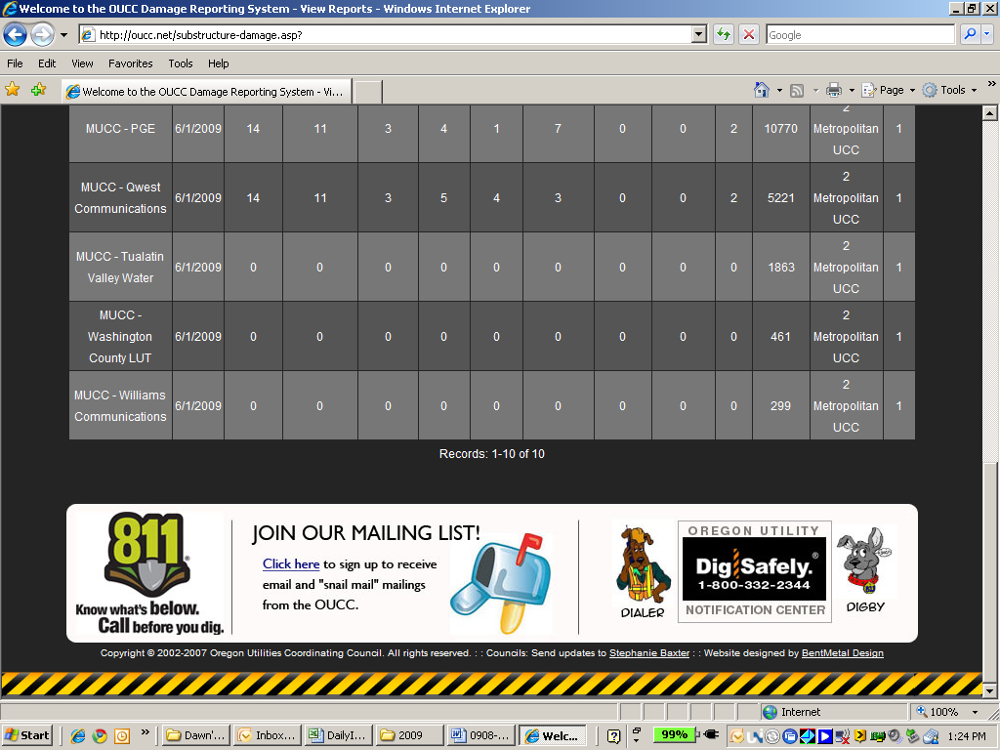 Welcome to the OUCC Damage Reporting System - View Reports - Windows Internet Explorer
http://oucc.net/substructure-damage.asp?
Google
File Edit View Favorites Tools Help
Welcome to the OUCC Damage Reporting System - Vi...
Page Tools
MUCC - PGE 6/1/2009 14 11 3 4 1 7 0 0 2 10770 2 Metropolitan UCC 1
MUCC - Qwest Communications 6/1/2009 14 11 3 5 4 3 0 0 2 5221 2 Metropolitan UCC 1
MUCC - Tualatin Valley Water 6/1/2009 0 0 0 0 0 0 0 0 0 1863 2 Metropolitan UCC 1
MUCC - Washington County LUT 6/1/2009 0 0 0 0 0 0 0 0 0 461 2 Metropolitan UCC 1
MUCC - Williams Communications 6/1/2009 0 0 0 0 0 0 0 0 0 299 2 Metropolitan UCC 1
Records: 1-10 of 10
811®
Know what's below.
Call before you dig.
JOIN OUR MAILING LIST!
Click here to sign up to receive
email and "snail mail" mailings
from the OUCC.
DIALER
OREGON UTILITY
Dig Safely.®
1-800-332-2344
NOTIFICATION CENTER
DIGBY
Copyright © 2002-2007 Oregon Utilities Coordinating Council. All rights reserved. : : Councils: Send updates to Stephanie Baxter : : Website designed by BentMetal Design
Internet 100%
Start Dawn'... Inbox... DailyI... 2009 0908-... Welc... 99% 1:24 PM